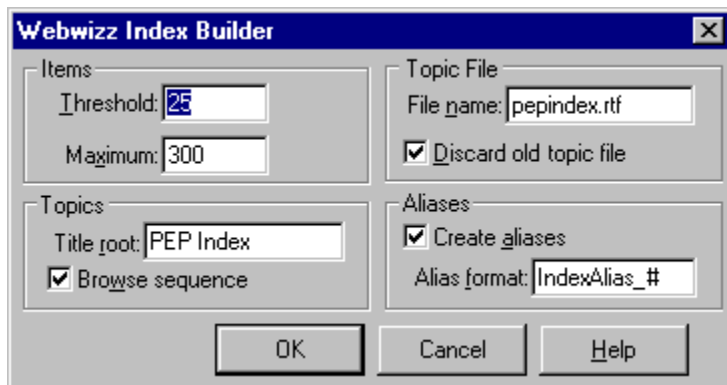 Webwizz Index Builder
Items
Threshold: 25
Maximum: 300
Topic File
File name: pepindex.rtf
Discard old topic file
Topics
Title root: PEP Index
Browse sequence
Aliases
Create aliases
Alias format: IndexAlias_#
OK
Cancel
Help